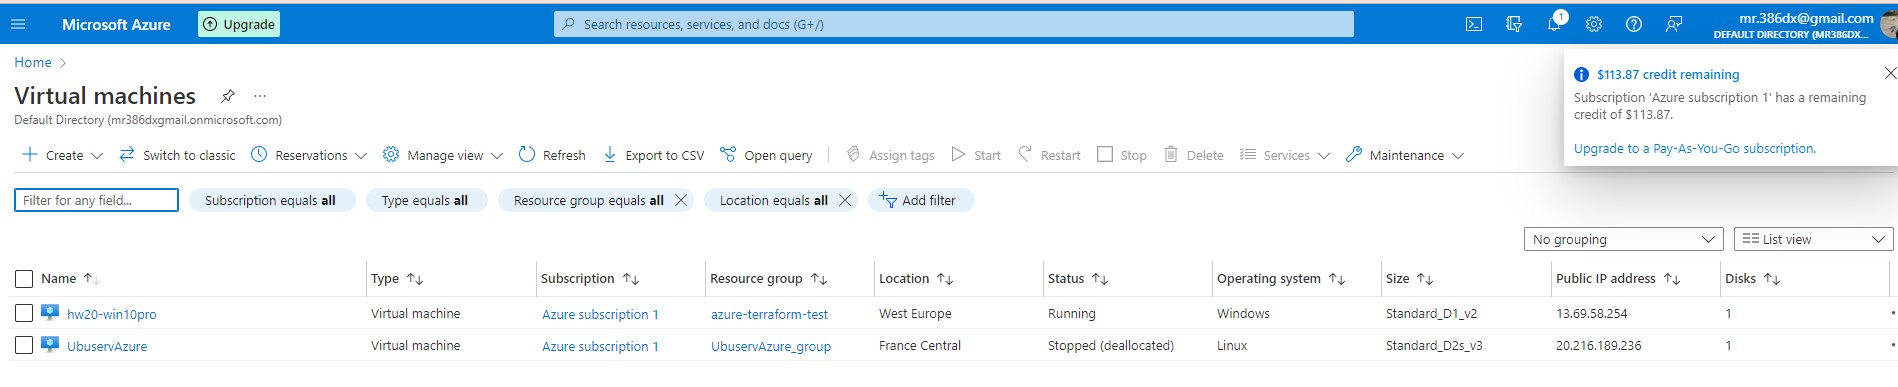 Microsoft Azure
Upgrade
Search resources, services, and docs (G+/)
1
mr.386dx@gmail.com
DEFAULT DIRECTORY (MR386DX...
Home
$113.87 credit remaining
Subscription 'Azure subscription 1' has a remaining
credit of $113.87.
Upgrade to a Pay-As-You-Go subscription.
Virtual machines ...
Default Directory (mr386dxgmail.onmicrosoft.com)
Create Switch to classic Reservations Manage view Refresh Export to CSV Open query Assign tags Start Restart Stop Delete Services Maintenance
Filter for any field... Subscription equals all Type equals all Resource group equals all Location equals all Add filter
No grouping List view
Name Type Subscription Resource group Location Status Operating system Size Public IP address Disks
hw20-win10pro Virtual machine Azure subscription 1 azure-terraform-test West Europe Running Windows Standard_D1_v2 13.69.58.254 1
UbuservAzure Virtual machine Azure subscription 1 UbuservAzure_group France Central Stopped (deallocated) Linux Standard_D2s_v3 20.216.189.236 1